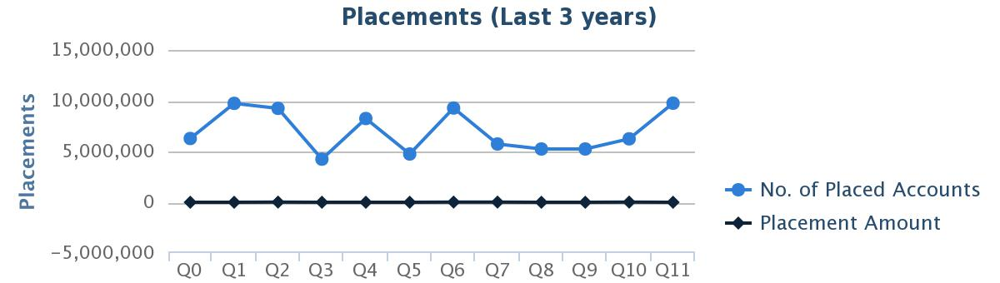 Placements (Last 3 years)
15,000,000
10,000,000
5,000,000
0
−5,000,000
Placements
Q0 Q1 Q2 Q3 Q4 Q5 Q6 Q7 Q8 Q9 Q10 Q11
No. of Placed Accounts
Placement Amount